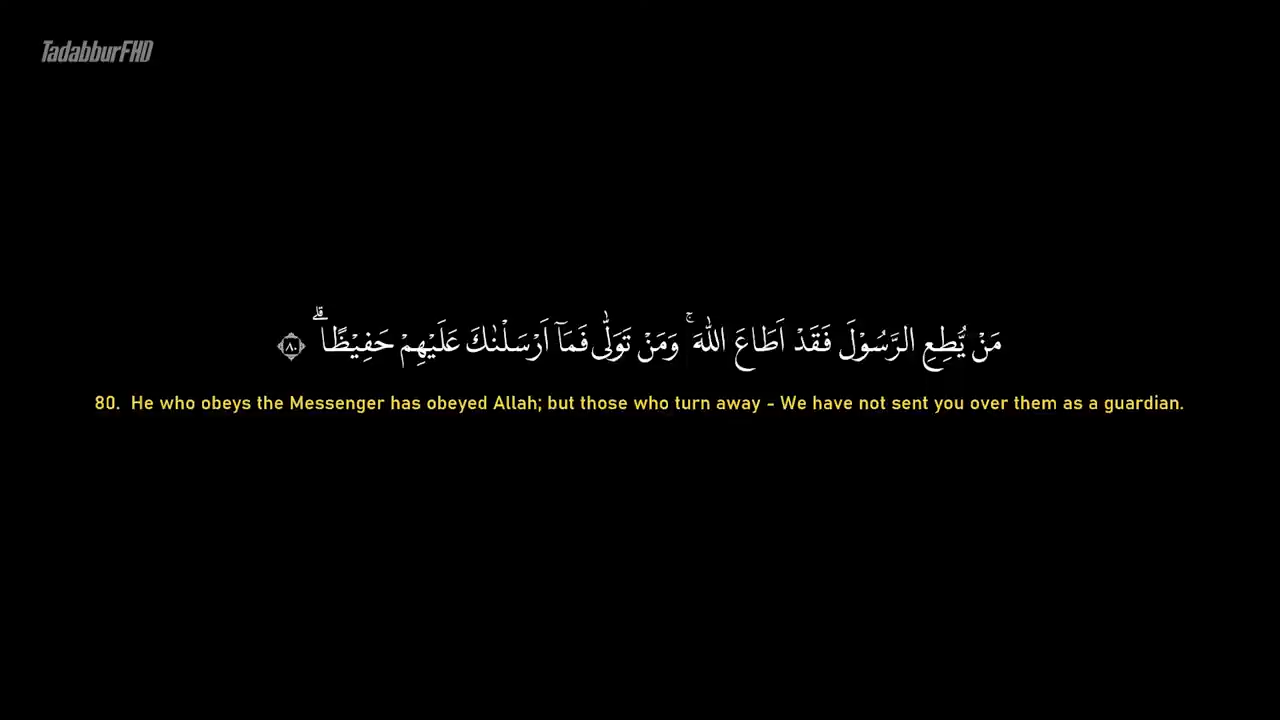 TadabburFHD
مَنْ يُّطِعِ الرَّسُوْلَ فَقَدْ اَطَاعَ اللّٰهَ ۚ وَمَنْ تَوَلّٰى فَمَآ اَرْسَلْنٰكَ عَلَيْهِمْ حَفِيْظًا ۗ ٨٠
80. He who obeys the Messenger has obeyed Allah; but those who turn away - We have not sent you over them as a guardian.